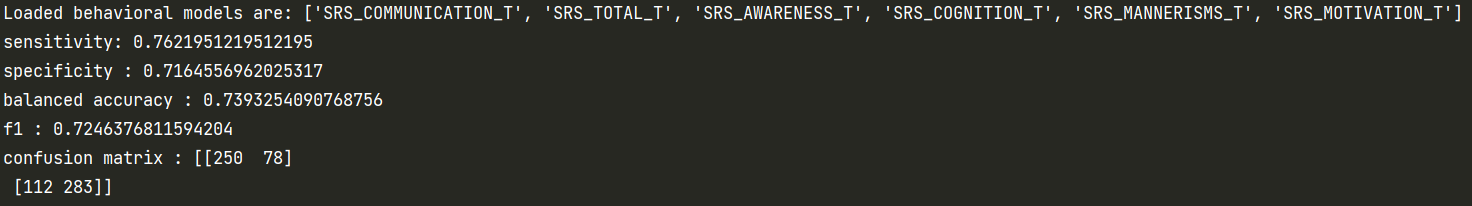 Loaded behavioral models are: ['SRS_COMMUNICATION_T', 'SRS_TOTAL_T', 'SRS_AWARENESS_T', 'SRS_COGNITION_T', 'SRS_MANNERISMS_T', 'SRS_MOTIVATION_T']
sensitivity: 0.7621951219512195
specificity : 0.7164556962025317
balanced accuracy : 0.7393254090768756
f1 : 0.7246376811594204
confusion matrix : [[250  78]
 [112 283]]